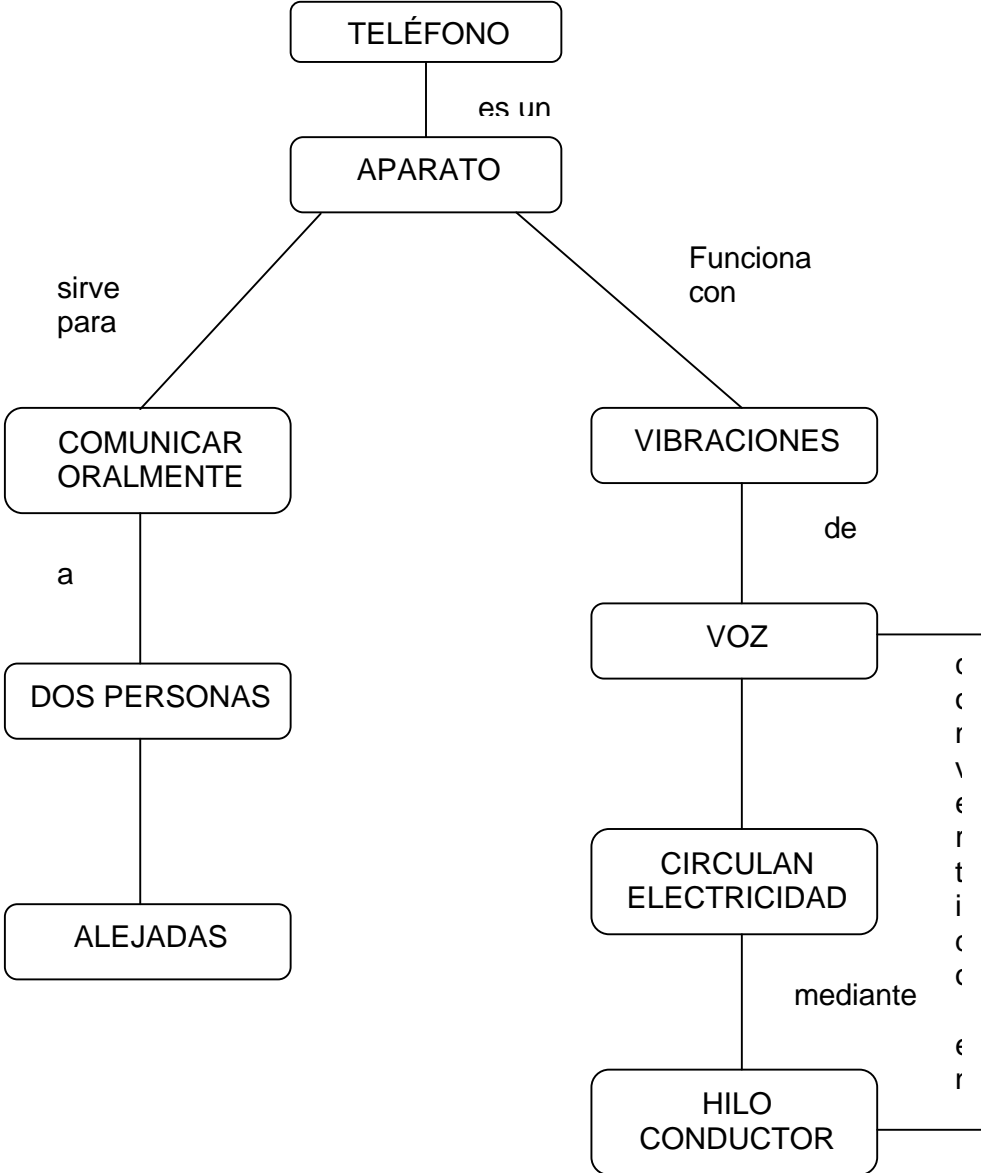 TELÉFONO
es un
APARATO
sirve
para
Funciona
con
COMUNICAR
ORALMENTE
VIBRACIONES
a
de
DOS PERSONAS
VOZ
ALEJADAS
CIRCULAN
ELECTRICIDAD
mediante
HILO
CONDUCTOR